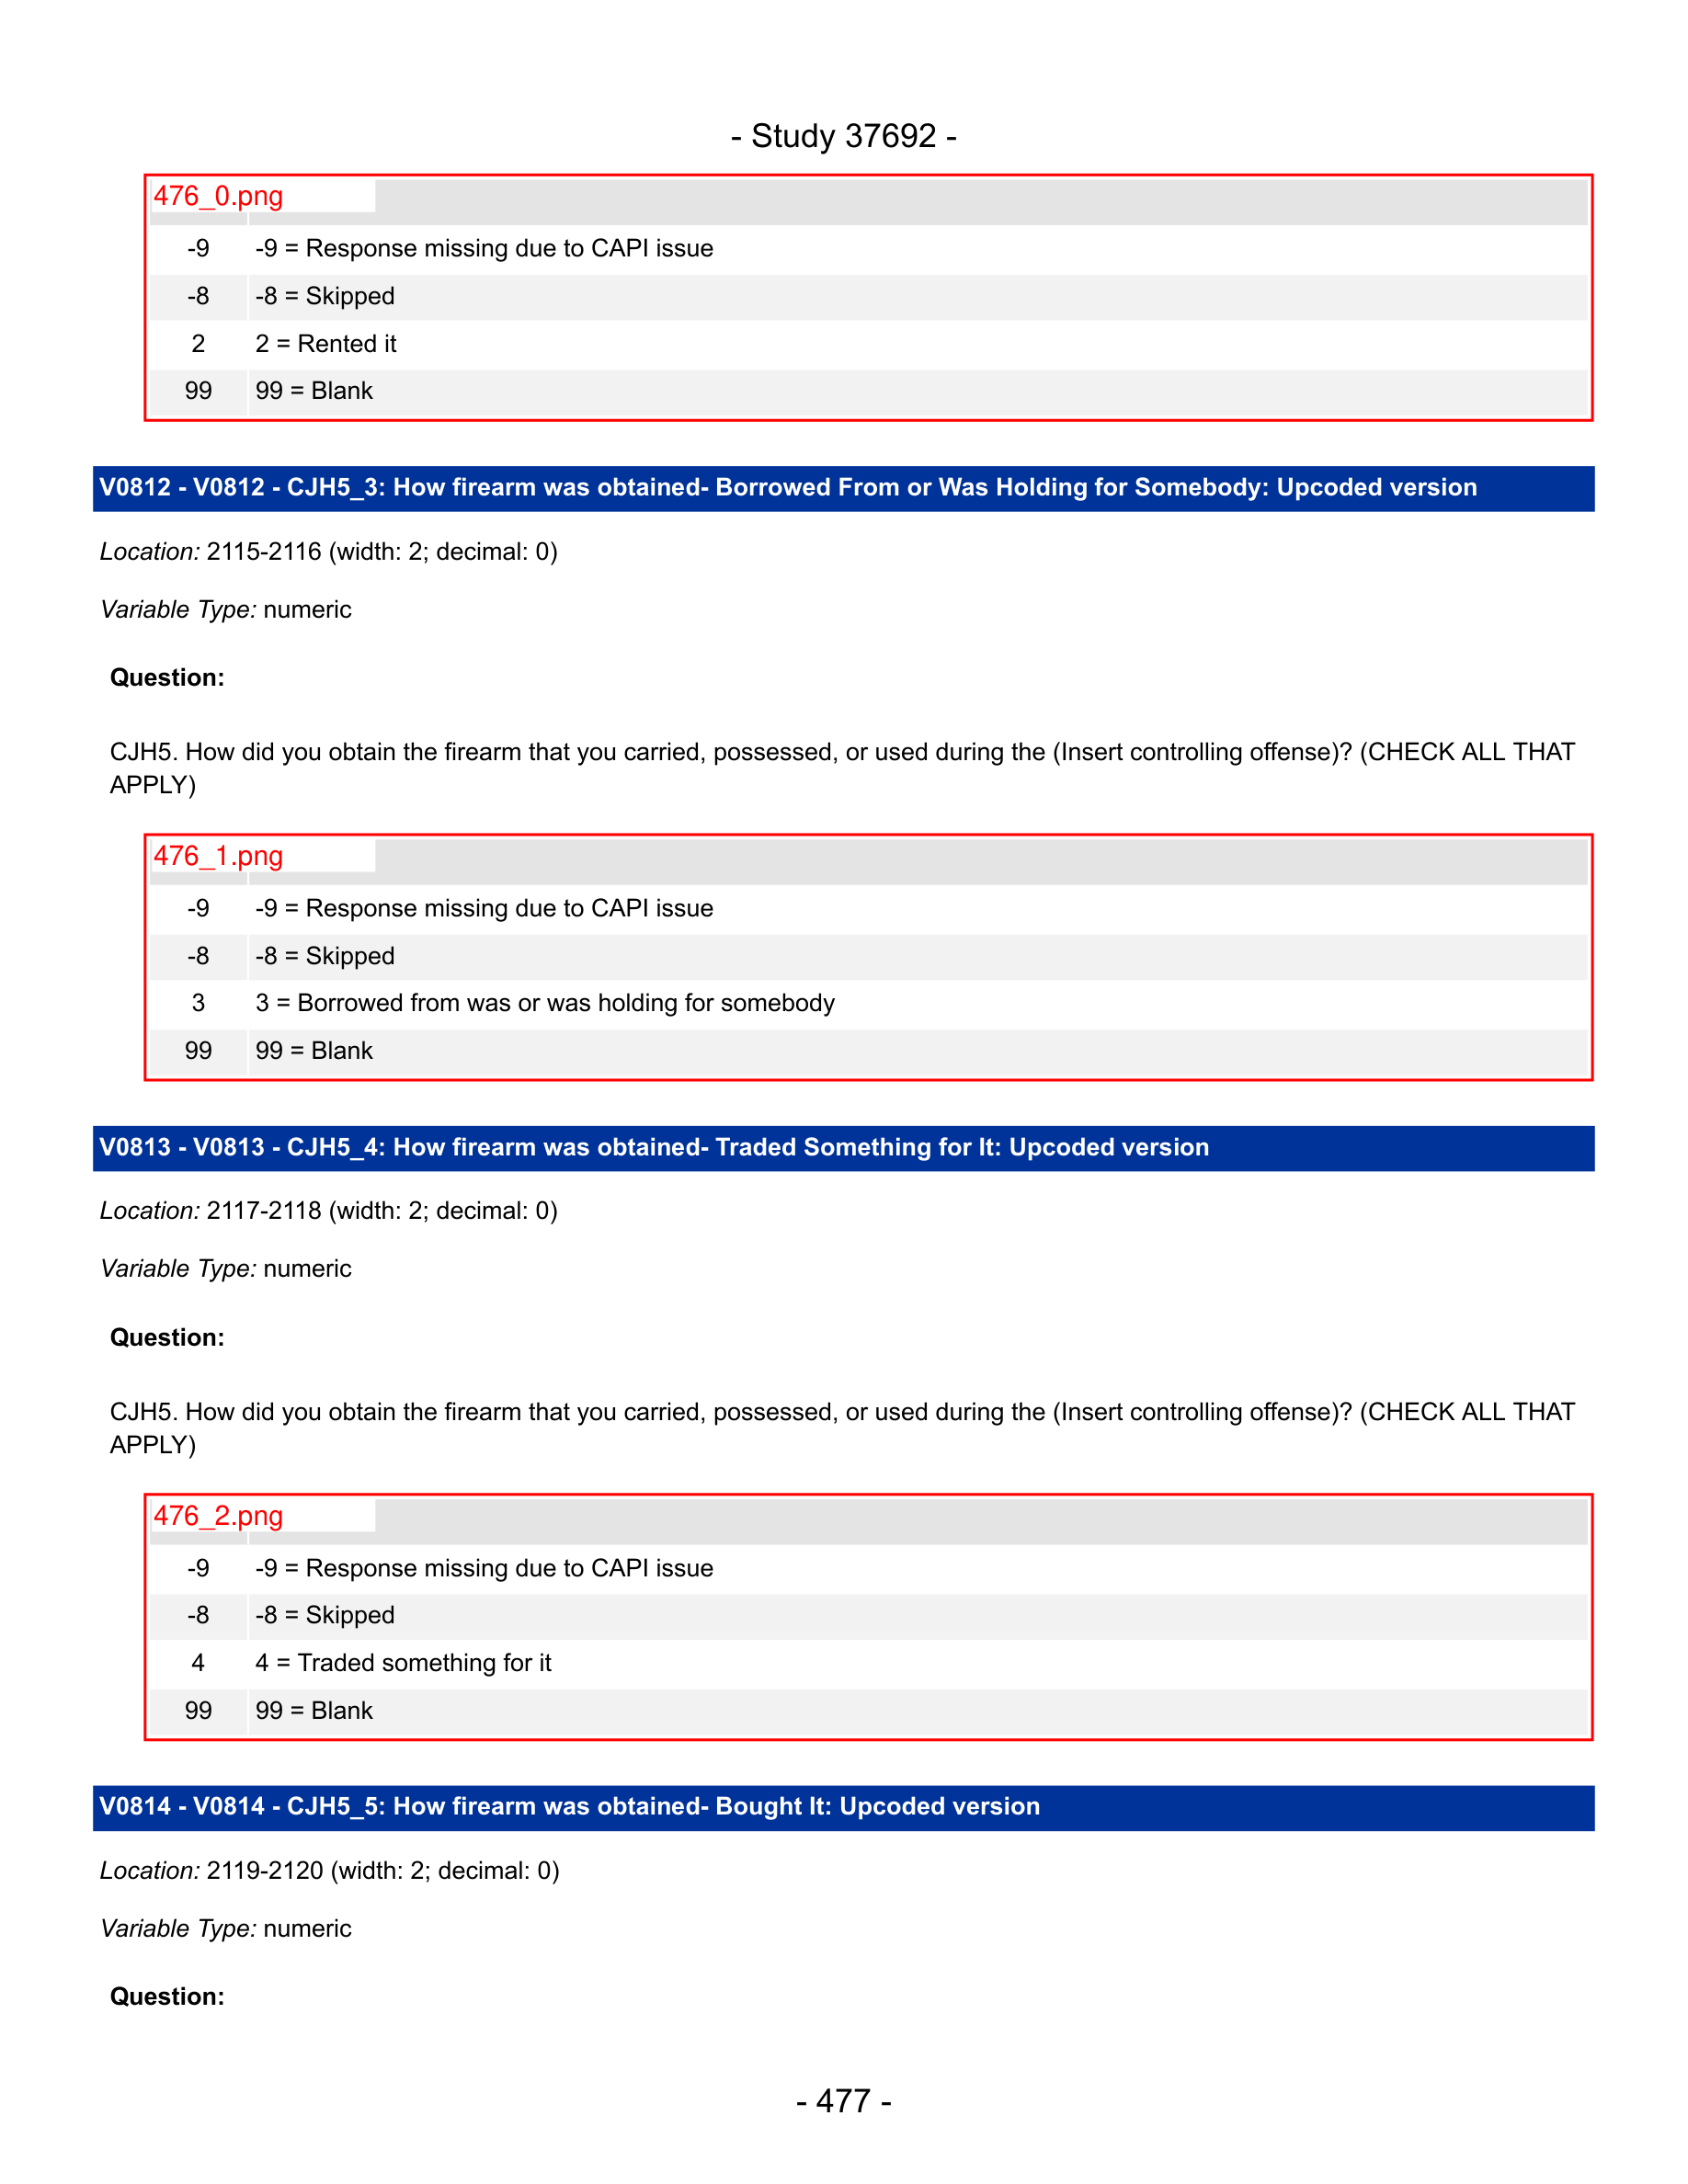 - Study 37692 -
476_0.png
-9 -9 = Response missing due to CAPI issue
-8 -8 = Skipped
2 2 = Rented it
99 99 = Blank
V0812 - V0812 - CJH5_3: How firearm was obtained- Borrowed From or Was Holding for Somebody: Upcoded version
Location: 2115-2116 (width: 2; decimal: 0)
Variable Type: numeric
Question:
CJH5. How did you obtain the firearm that you carried, possessed, or used during the (Insert controlling offense)? (CHECK ALL THAT
APPLY)
476_1.png
-9 -9 = Response missing due to CAPI issue
-8 -8 = Skipped
3 3 = Borrowed from was or was holding for somebody
99 99 = Blank
V0813 - V0813 - CJH5_4: How firearm was obtained- Traded Something for It: Upcoded version
Location: 2117-2118 (width: 2; decimal: 0)
Variable Type: numeric
Question:
CJH5. How did you obtain the firearm that you carried, possessed, or used during the (Insert controlling offense)? (CHECK ALL THAT
APPLY)
476_2.png
-9 -9 = Response missing due to CAPI issue
-8 -8 = Skipped
4 4 = Traded something for it
99 99 = Blank
V0814 - V0814 - CJH5_5: How firearm was obtained- Bought It: Upcoded version
Location: 2119-2120 (width: 2; decimal: 0)
Variable Type: numeric
Question:
- 477 -